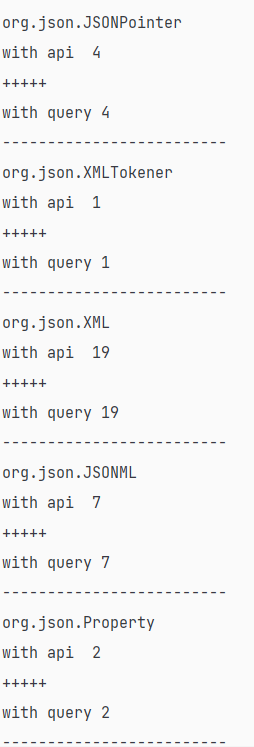 org.json.JSONPointer
with api  4
+++++
with query 4
-------------------------
org.json.XMLTokener
with api  1
+++++
with query 1
-------------------------
org.json.XML
with api  19
+++++
with query 19
-------------------------
org.json.JSONML
with api  7
+++++
with query 7
-------------------------
org.json.Property
with api  2
+++++
with query 2
-------------------------